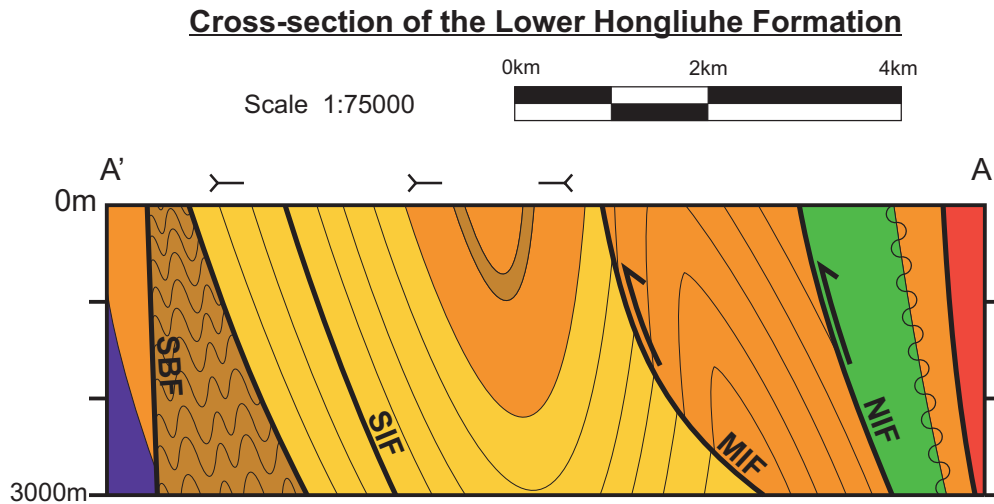 Cross-section of the Lower Hongliuhe Formation
0km 2km 4km
Scale 1:75000
A’ A
0m
SBF
SIF
MIF
NIF
3000m